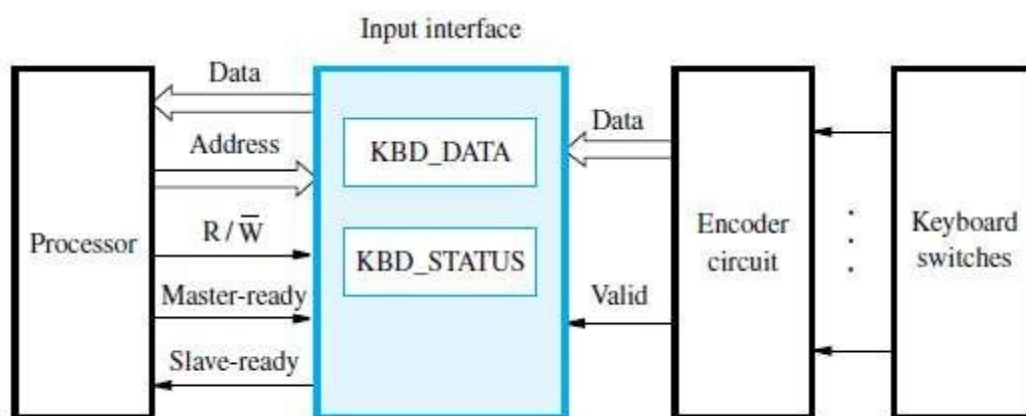 Input interface
Data
Address
R / W̅
Master-ready
Slave-ready
Processor
KBD_DATA
KBD_STATUS
Data
Valid
Encoder
circuit
Keyboard
switches